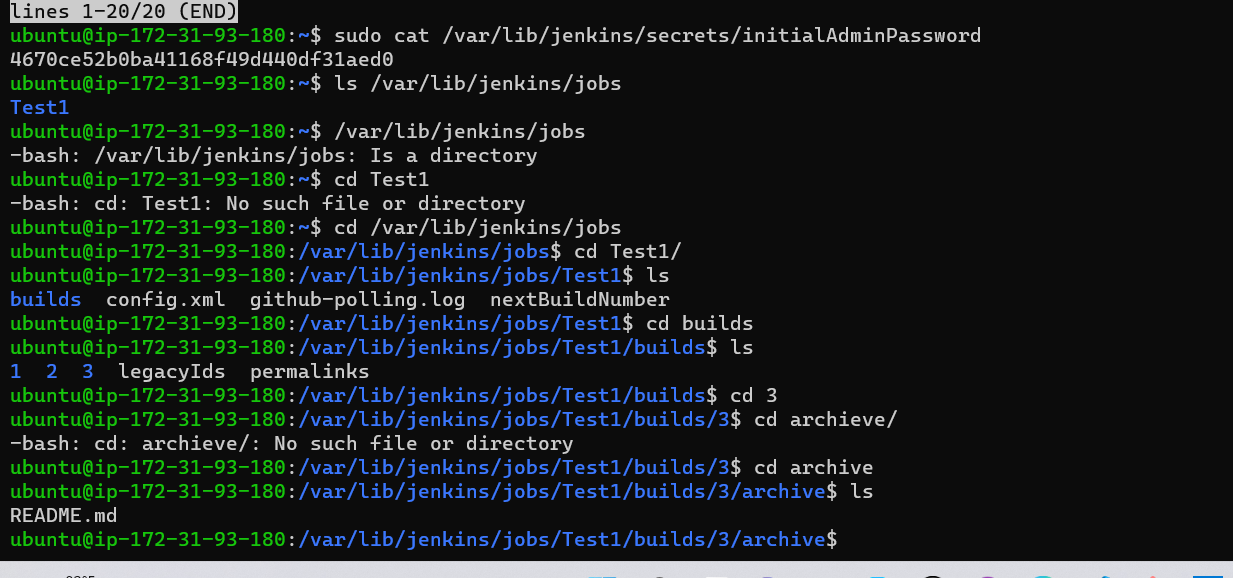 lines 1-20/20 (END)
ubuntu@ip-172-31-93-180:~$ sudo cat /var/lib/jenkins/secrets/initialAdminPassword
4670ce52b0ba41168f49d440df31aed0
ubuntu@ip-172-31-93-180:~$ ls /var/lib/jenkins/jobs
Test1
ubuntu@ip-172-31-93-180:~$ /var/lib/jenkins/jobs
-bash: /var/lib/jenkins/jobs: Is a directory
ubuntu@ip-172-31-93-180:~$ cd Test1
-bash: cd: Test1: No such file or directory
ubuntu@ip-172-31-93-180:~$ cd /var/lib/jenkins/jobs
ubuntu@ip-172-31-93-180:/var/lib/jenkins/jobs$ cd Test1/
ubuntu@ip-172-31-93-180:/var/lib/jenkins/jobs/Test1$ ls
builds  config.xml  github-polling.log  nextBuildNumber
ubuntu@ip-172-31-93-180:/var/lib/jenkins/jobs/Test1$ cd builds
ubuntu@ip-172-31-93-180:/var/lib/jenkins/jobs/Test1/builds$ ls
1  2  3  legacyIds  permalinks
ubuntu@ip-172-31-93-180:/var/lib/jenkins/jobs/Test1/builds$ cd 3
ubuntu@ip-172-31-93-180:/var/lib/jenkins/jobs/Test1/builds/3$ cd archieve/
-bash: cd: archieve/: No such file or directory
ubuntu@ip-172-31-93-180:/var/lib/jenkins/jobs/Test1/builds/3$ cd archive
ubuntu@ip-172-31-93-180:/var/lib/jenkins/jobs/Test1/builds/3/archive$ ls
README.md
ubuntu@ip-172-31-93-180:/var/lib/jenkins/jobs/Test1/builds/3/archive$